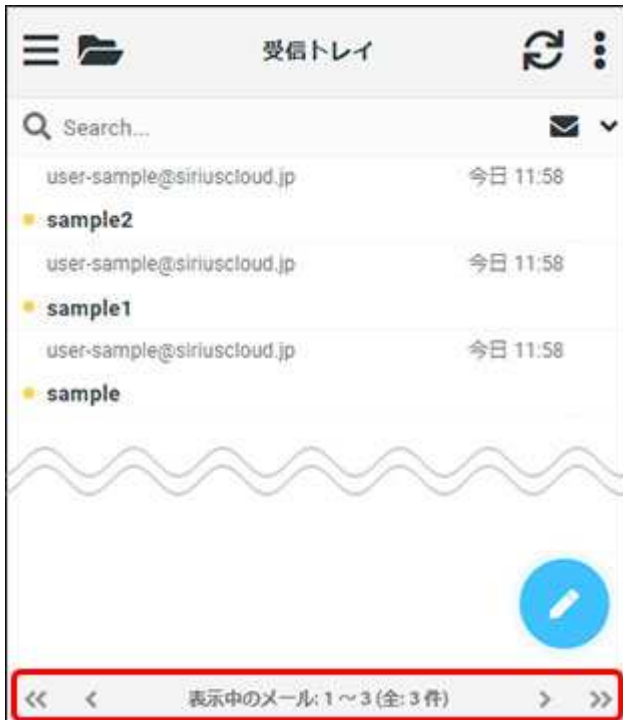 受信トレイ
Search...
user-sample@siriuscloud.jp 今日 11:58
sample2
user-sample@siriuscloud.jp 今日 11:58
sample1
user-sample@siriuscloud.jp 今日 11:58
sample
表示中のメール: 1 ～ 3 (全: 3 件)